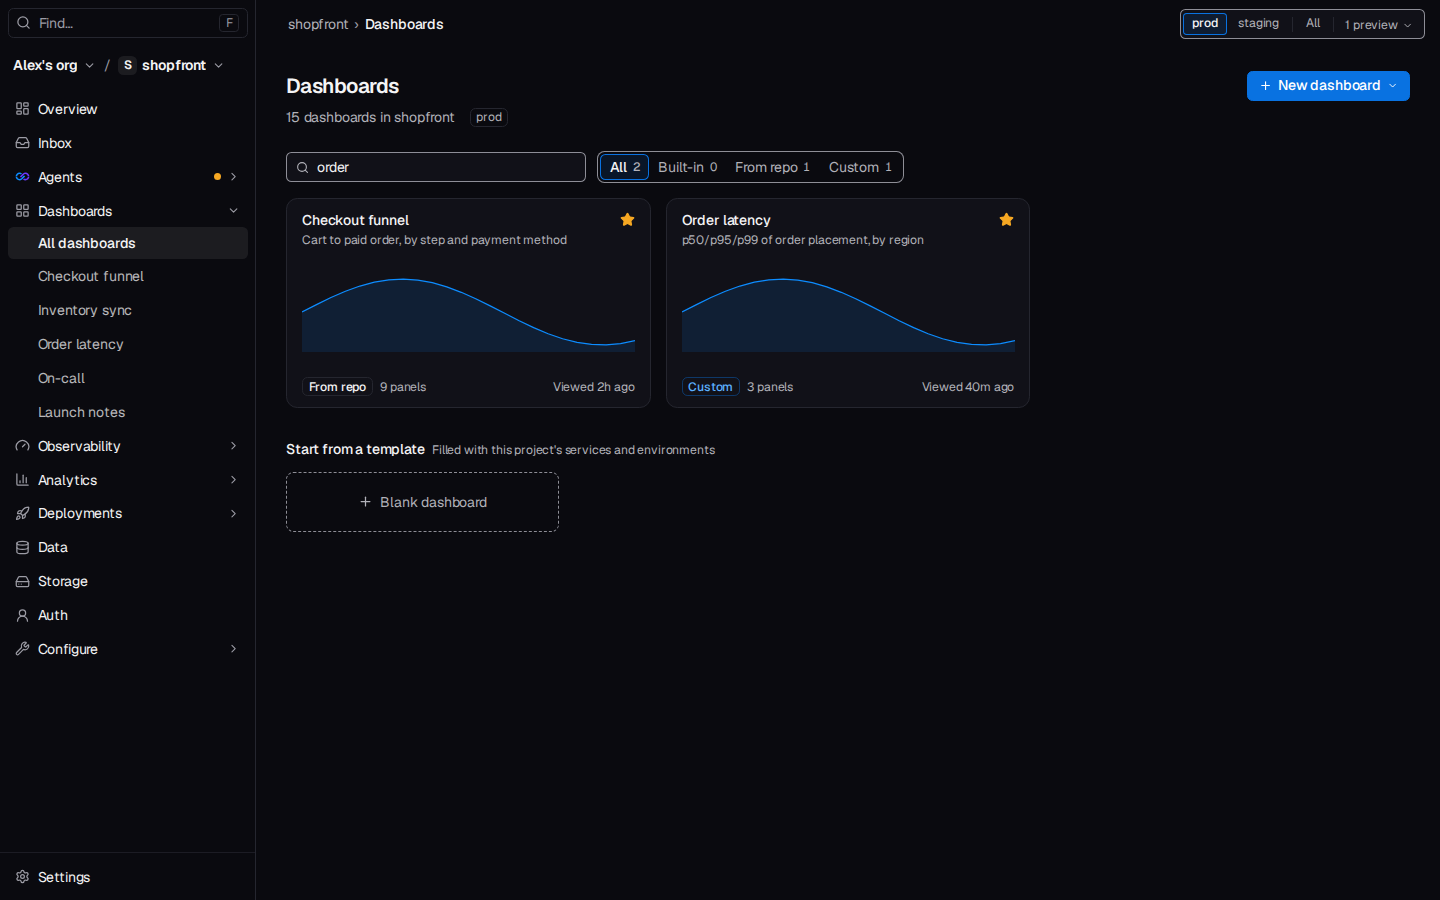 Find...
F
Alex's org / S shopfront
Overview
Inbox
Agents
Dashboards
All dashboards
Checkout funnel
Inventory sync
Order latency
On-call
Launch notes
Observability
Analytics
Deployments
Data
Storage
Auth
Configure
Settings
shopfront › Dashboards
prod staging All 1 preview
Dashboards
New dashboard
15 dashboards in shopfront prod
order
All 2 Built-in 0 From repo 1 Custom 1
Checkout funnel
Cart to paid order, by step and payment method
From repo 9 panels Viewed 2h ago
Order latency
p50/p95/p99 of order placement, by region
Custom 3 panels Viewed 40m ago
Start from a template Filled with this project's services and environments
Blank dashboard